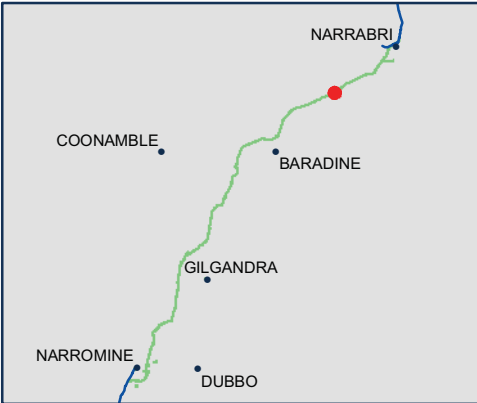 NARRABRI
COONAMBLE
BARADINE
GILGANDRA
NARROMINE
DUBBO